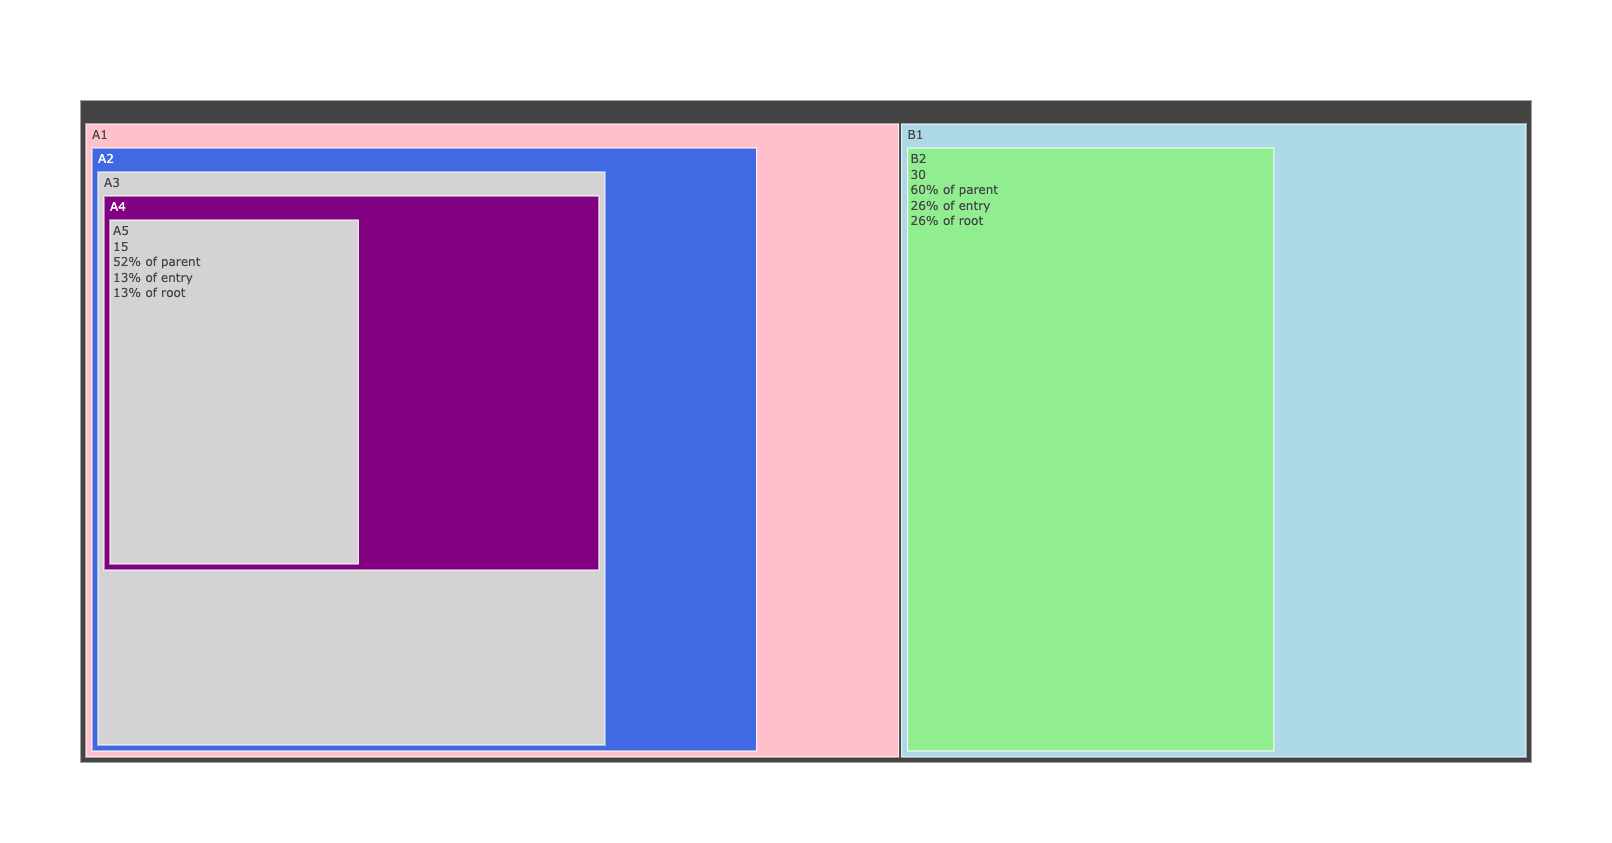 A1
A2
A3
A4
A5
15
52% of parent
13% of entry
13% of root
B1
B2
30
60% of parent
26% of entry
26% of root